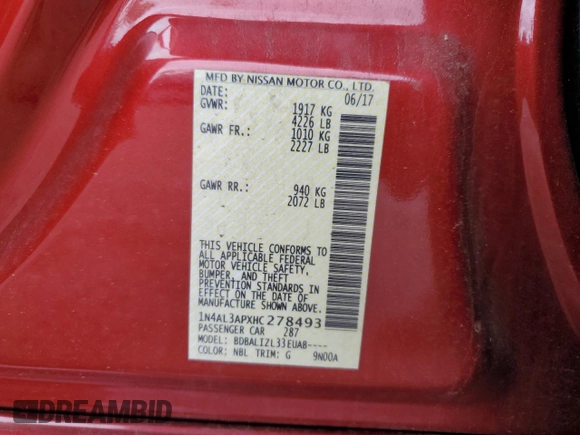 MFD BY NISSAN MOTOR CO., LTD.
DATE: 06/17
GVWR: 1917 KG
4226 LB
GAWR FR.: 1010 KG
2227 LB
GAWR RR.: 940 KG
2072 LB
THIS VEHICLE CONFORMS TO
ALL APPLICABLE FEDERAL
MOTOR VEHICLE SAFETY,
BUMPER, AND THEFT
PREVENTION STANDARDS IN
EFFECT ON THE DATE OF
MANUFACTURE SHOWN ABOVE.
1N4AL3APXHC278493
PASSENGER CAR 287
MODEL: BDBALIZL33EUAB----
COLOR: NBL TRIM: G 9N00A
DREAMBID